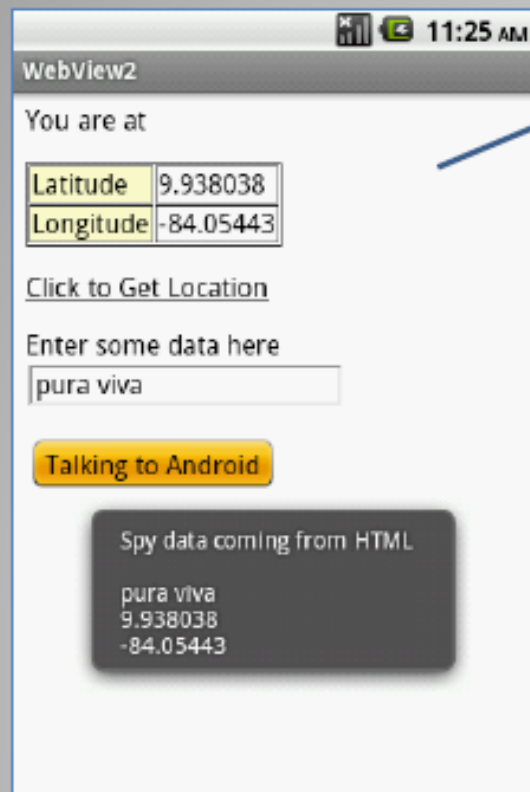 11:25 AM
WebView2
You are at
Latitude 9.938038
Longitude -84.05443
Click to Get Location
Enter some data here
pura viva
Talking to Android
Spy data coming from HTML
pura viva
9.938038
-84.05443